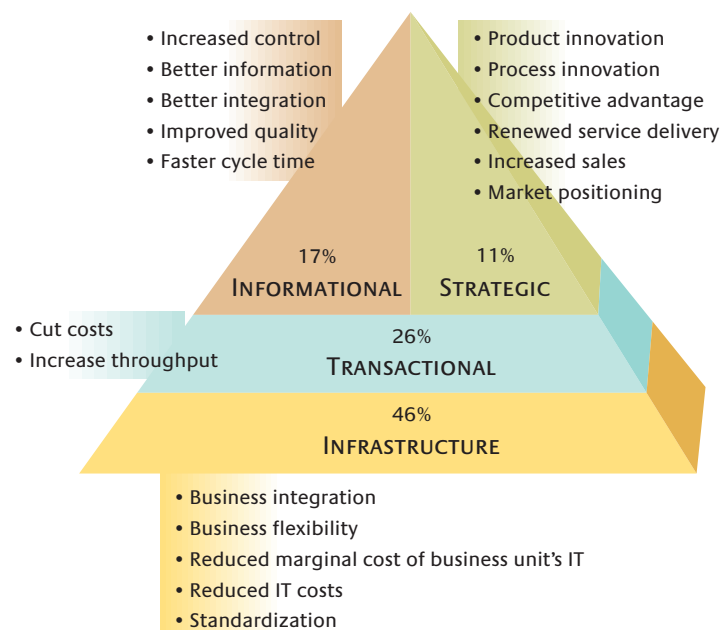 • Increased control
• Better information
• Better integration
• Improved quality
• Faster cycle time
• Product innovation
• Process innovation
• Competitive advantage
• Renewed service delivery
• Increased sales
• Market positioning
17%
INFORMATIONAL
11%
STRATEGIC
• Cut costs
• Increase throughput
26%
TRANSACTIONAL
46%
INFRASTRUCTURE
• Business integration
• Business flexibility
• Reduced marginal cost of business unit's IT
• Reduced IT costs
• Standardization